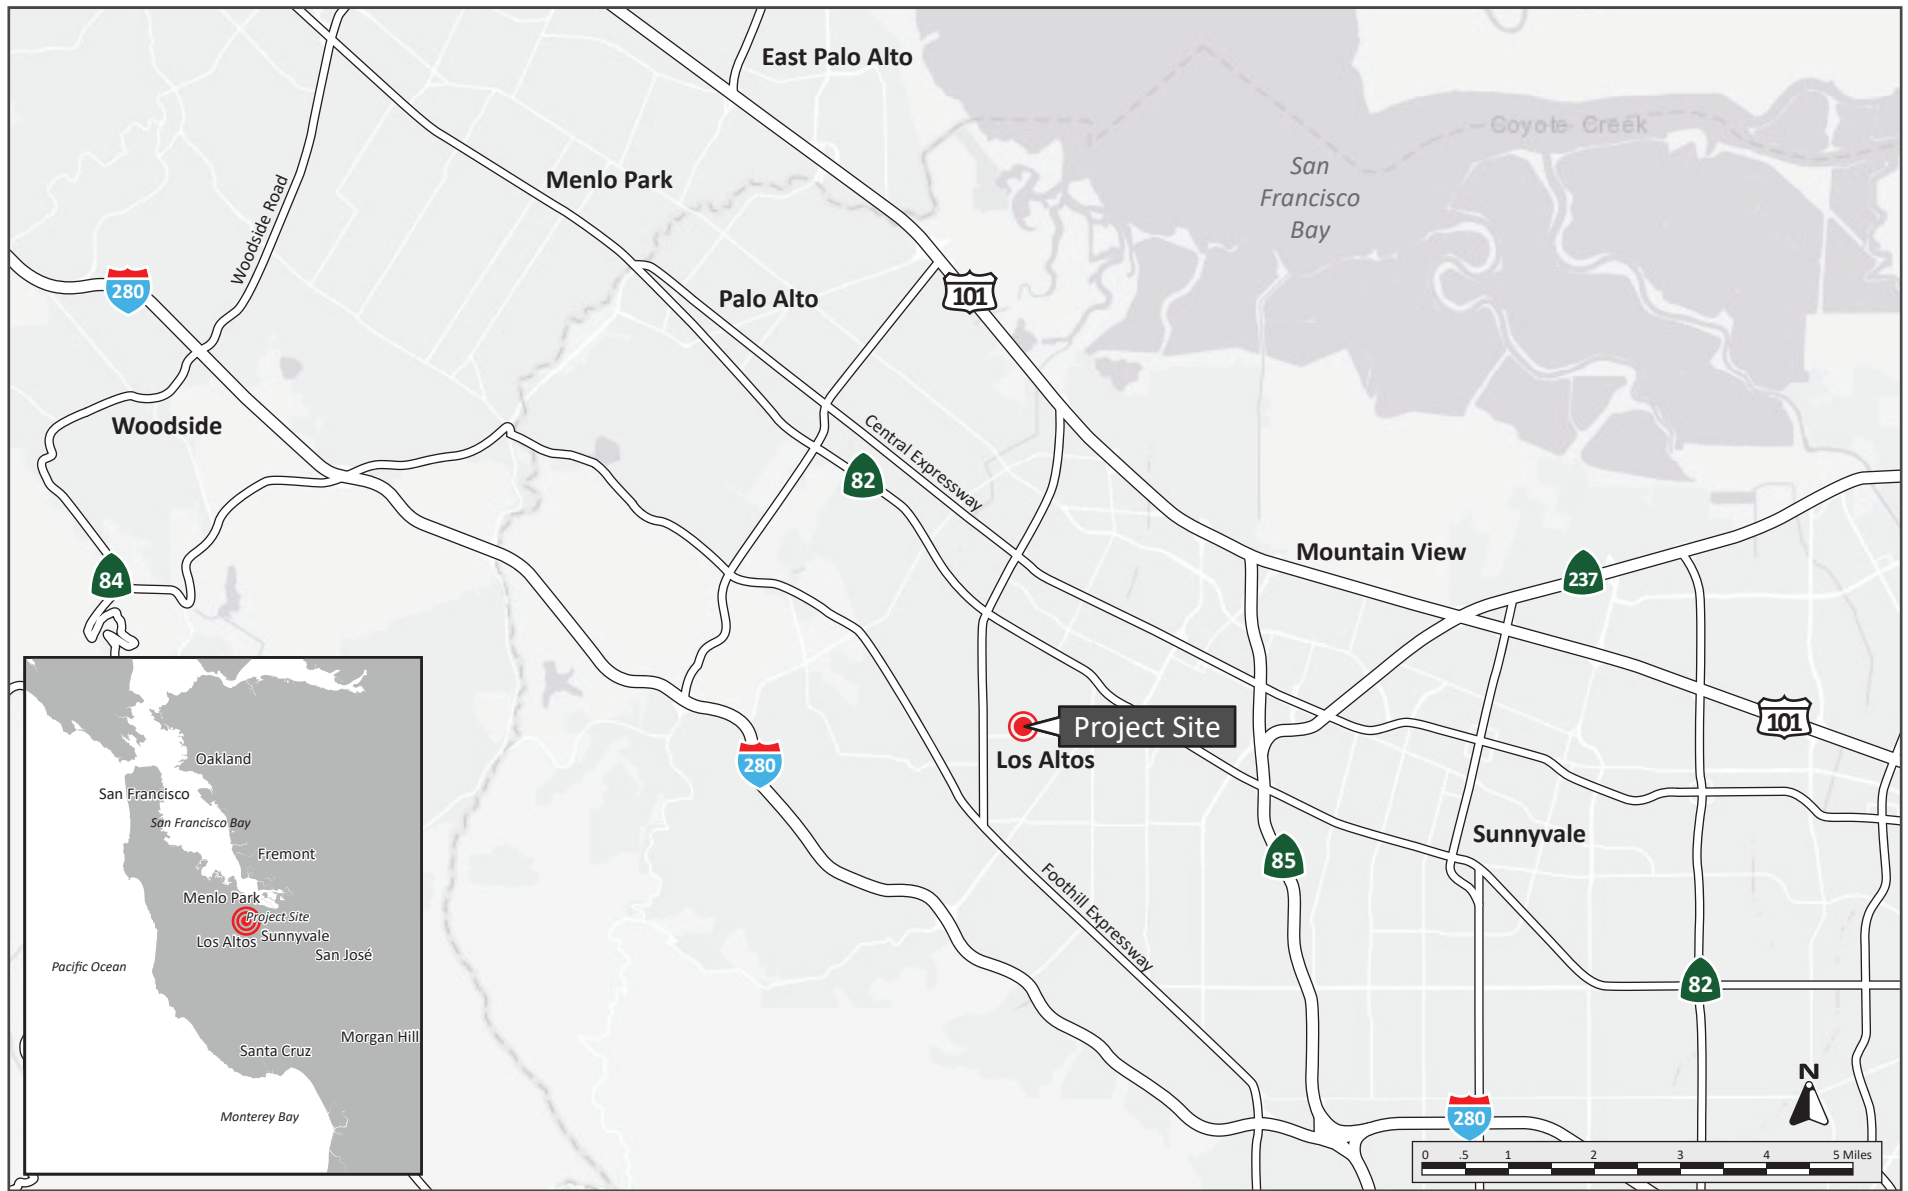 East Palo Alto
Coyote Creek
San
Francisco
Bay
Menlo Park
Woodside Road
280
Palo Alto
101
Woodside
Central Expressway
82
Mountain View
237
84
Project Site
Los Altos
101
280
Sunnyvale
85
Foothill Expressway
82
280
N
0 .5 1 2 3 4 5 Miles
Oakland
San Francisco
San Francisco Bay
Fremont
Menlo Park
Project Site
Los Altos
Sunnyvale
San José
Pacific Ocean
Morgan Hill
Santa Cruz
Monterey Bay